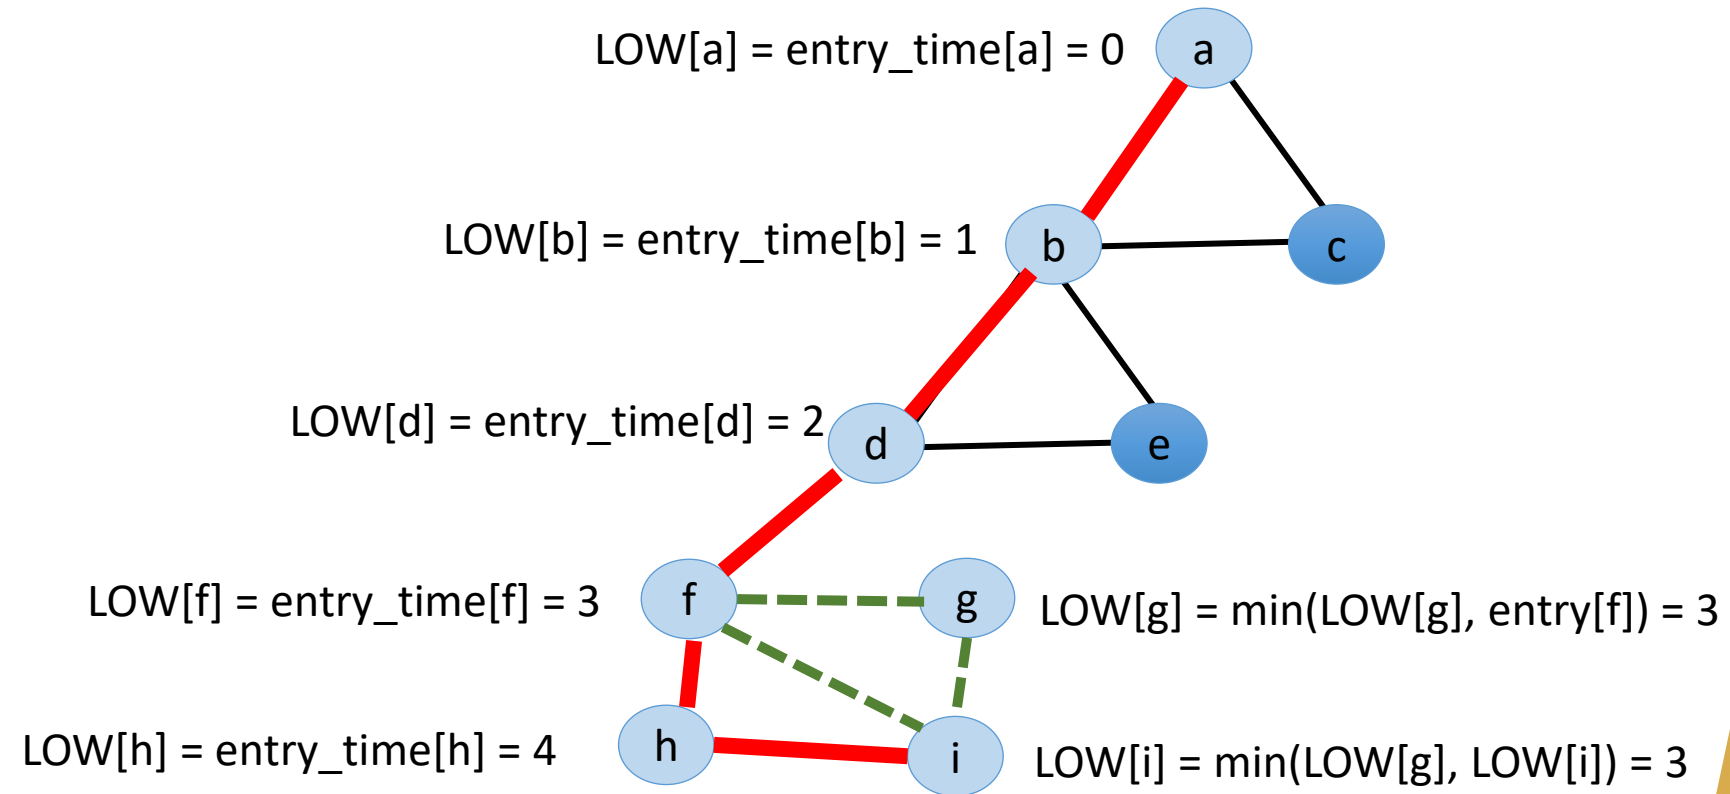 LOW[a] = entry_time[a] = 0
a
LOW[b] = entry_time[b] = 1
b
c
LOW[d] = entry_time[d] = 2
d
e
LOW[f] = entry_time[f] = 3
f
g
LOW[g] = min(LOW[g], entry[f]) = 3
LOW[h] = entry_time[h] = 4
h
i
LOW[i] = min(LOW[g], LOW[i]) = 3